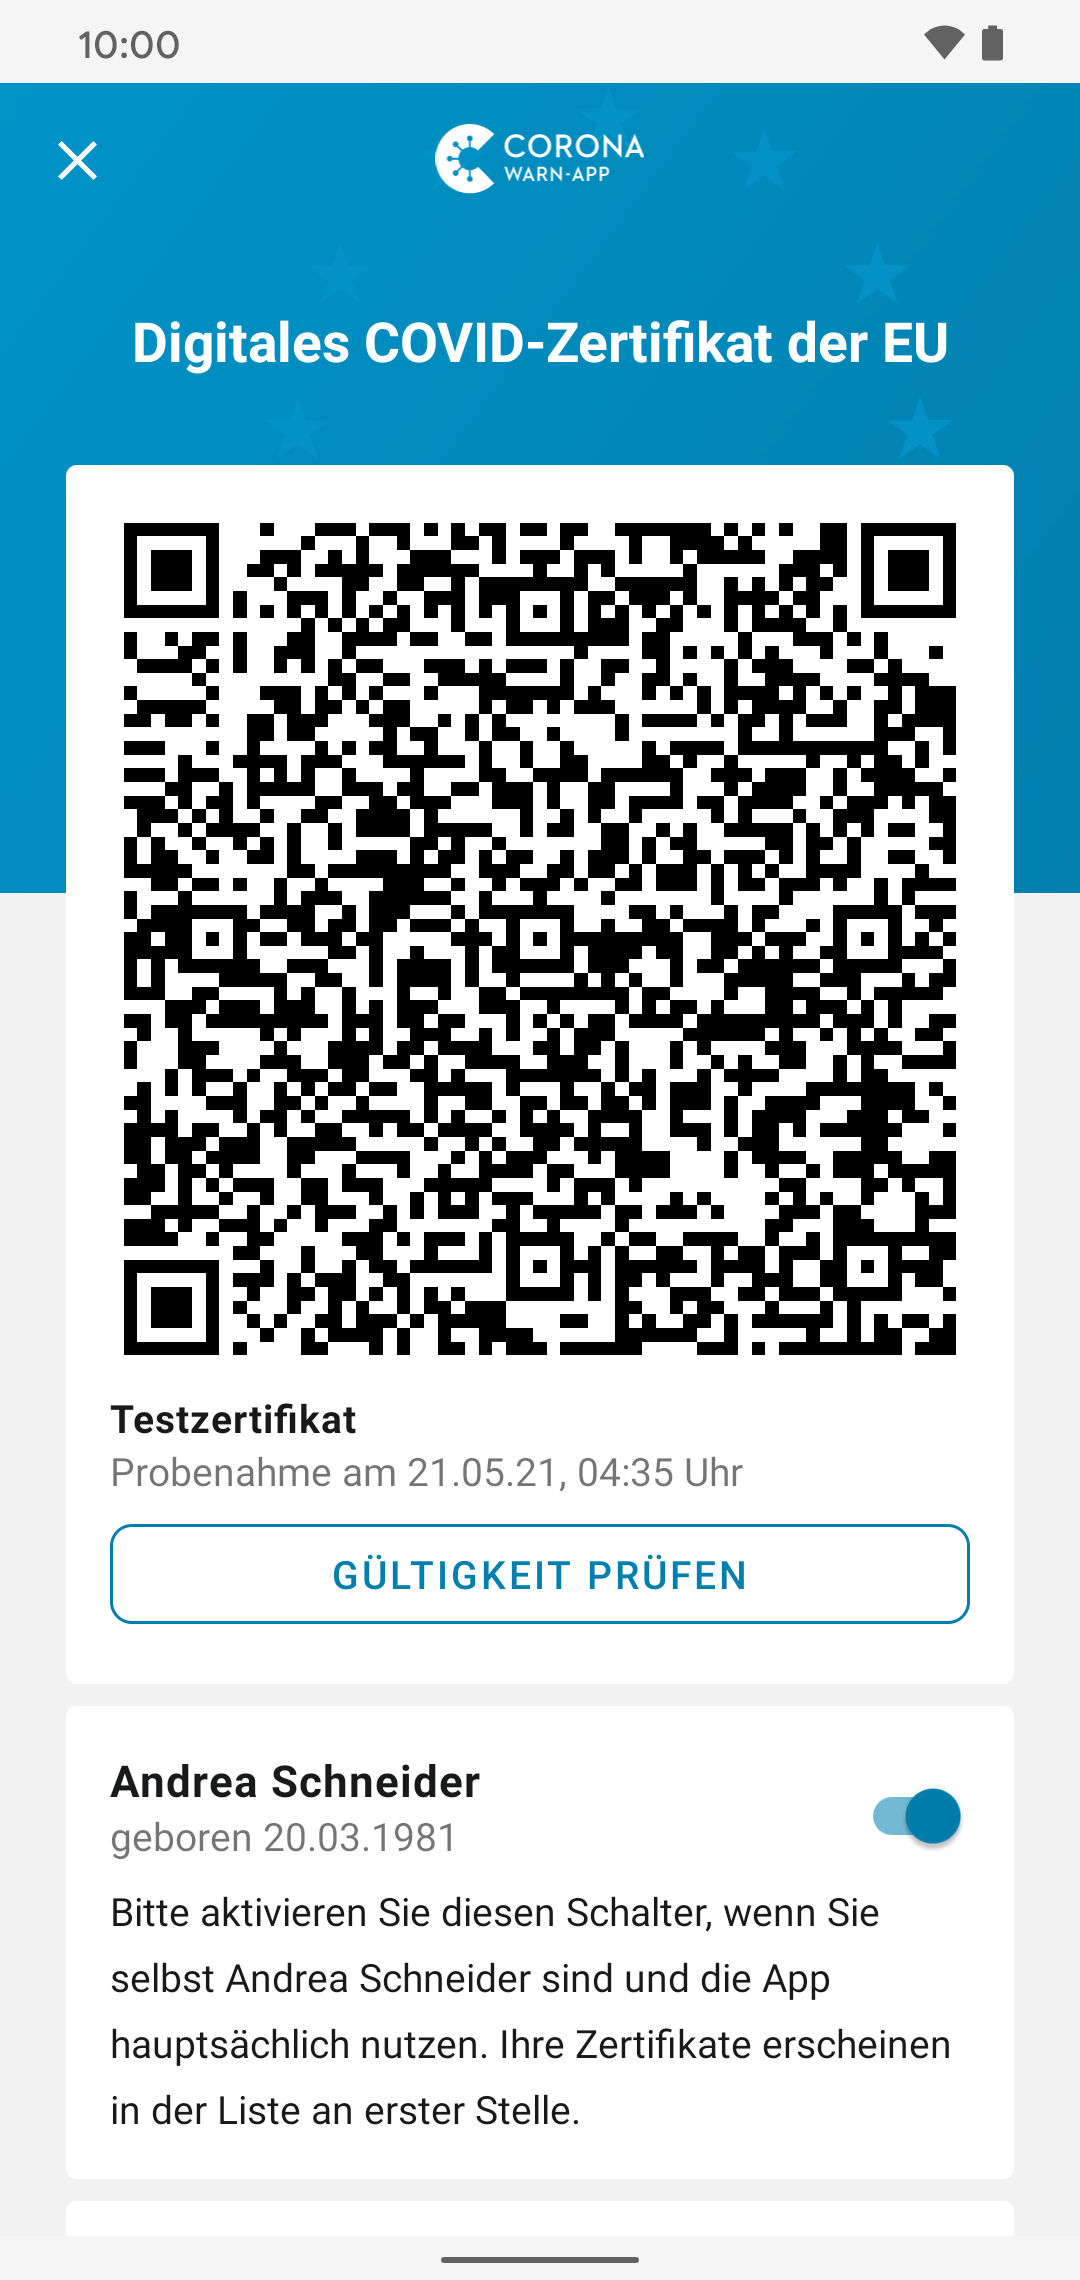 10:00
CORONA
WARN-APP
Digitales COVID-Zertifikat der EU
Testzertifikat
Probenahme am 21.05.21, 04:35 Uhr
GÜLTIGKEIT PRÜFEN
Andrea Schneider
geboren 20.03.1981
Bitte aktivieren Sie diesen Schalter, wenn Sie
selbst Andrea Schneider sind und die App
hauptsächlich nutzen. Ihre Zertifikate erscheinen
in der Liste an erster Stelle.